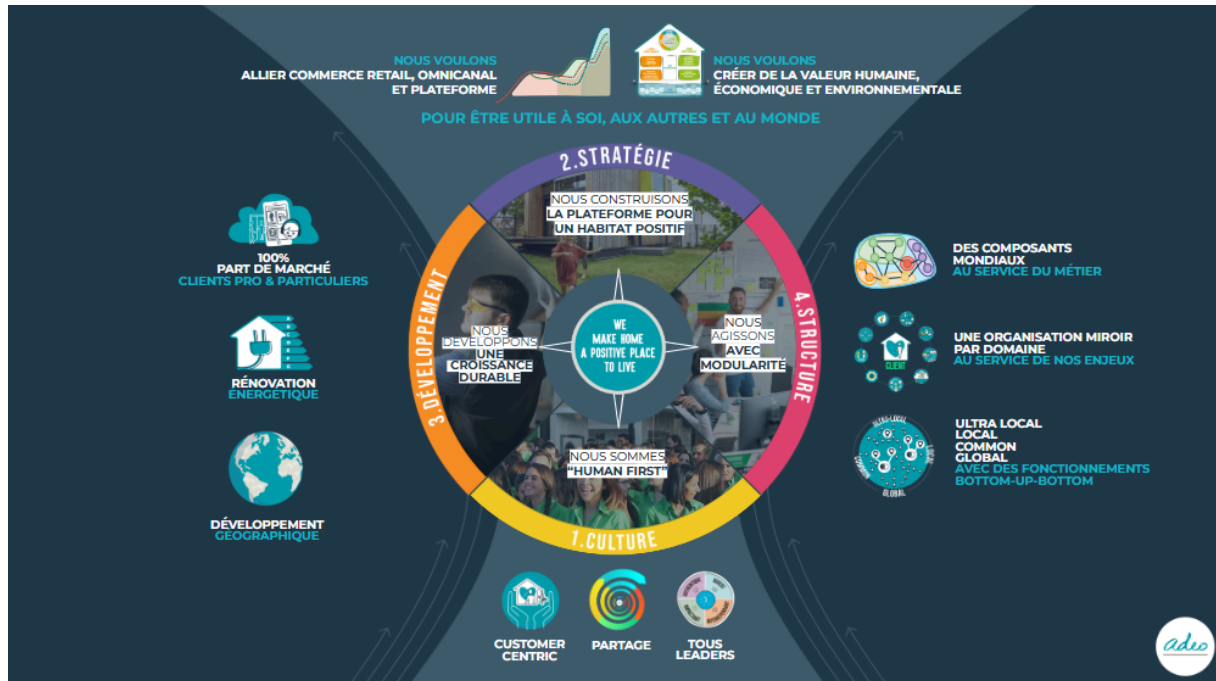 NOUS VOULONS
ALLIER COMMERCE RETAIL, OMNICANAL
ET PLATEFORME
NOUS VOULONS
CRÉER DE LA VALEUR HUMAINE,
ÉCONOMIQUE ET ENVIRONNEMENTALE
POUR ÊTRE UTILE À SOI, AUX AUTRES ET AU MONDE
2.STRATÉGIE
NOUS CONSTRUISONS
LA PLATEFORME POUR
UN HABITAT POSITIF
100%
PART DE MARCHÉ
CLIENTS PRO & PARTICULIERS
RÉNOVATION
ÉNERGÉTIQUE
DÉVELOPPEMENT
GÉOGRAPHIQUE
3.DÉVELOPPEMENT
NOUS
DÉVELOPPONS
UNE
CROISSANCE
DURABLE
WE
MAKE HOME
A POSITIVE PLACE
TO LIVE
NOUS
AGISSONS
AVEC
MODULARITÉ
4.STRUCTURE
DES COMPOSANTS
MONDIAUX
AU SERVICE DU MÉTIER
CLIENT
UNE ORGANISATION MIROIR
PAR DOMAINE
AU SERVICE DE NOS ENJEUX
ULTRA-LOCAL
LOCAL
COMMON
GLOBAL
ULTRA LOCAL
LOCAL
COMMON
GLOBAL
AVEC DES FONCTIONNEMENTS
BOTTOM-UP-BOTTOM
NOUS SOMMES
“HUMAN FIRST”
1.CULTURE
CUSTOMER
CENTRIC
PARTAGE
TOUS
LEADERS
adeo